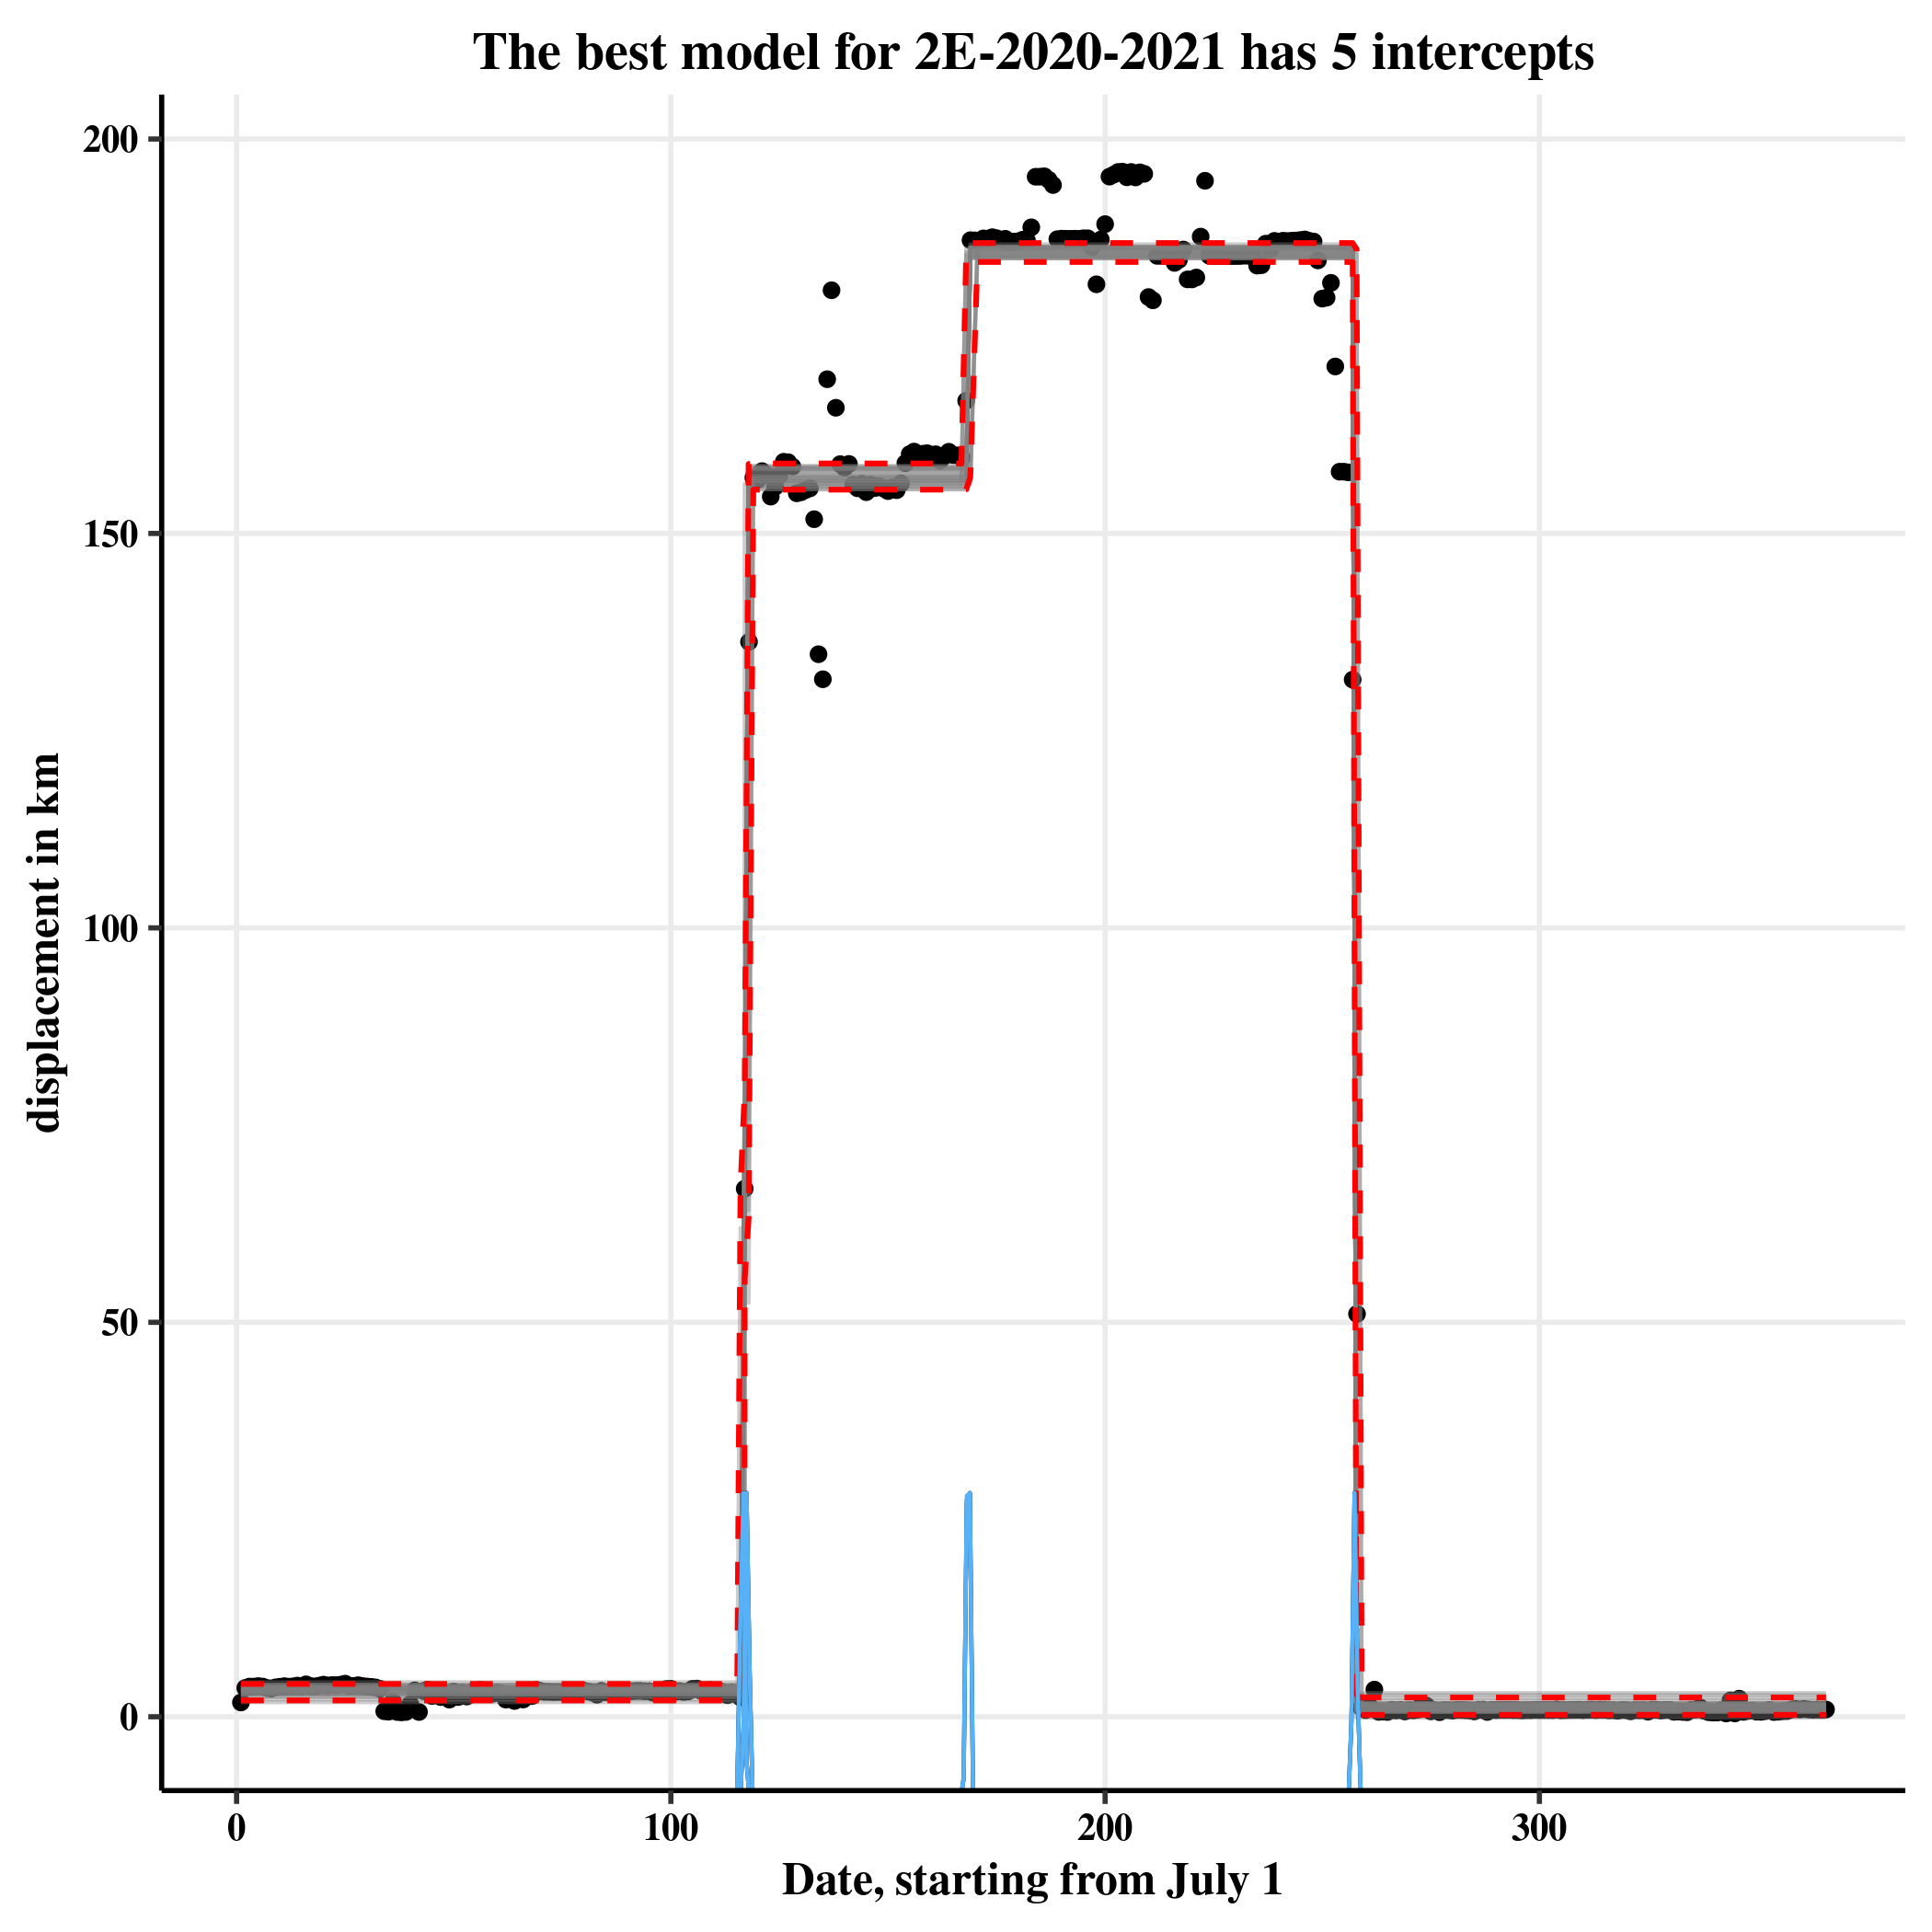 The best model for 2E-2020-2021 has 5 intercepts
200
150
100
50
0
displacement in km
0 100 200 300
Date, starting from July 1